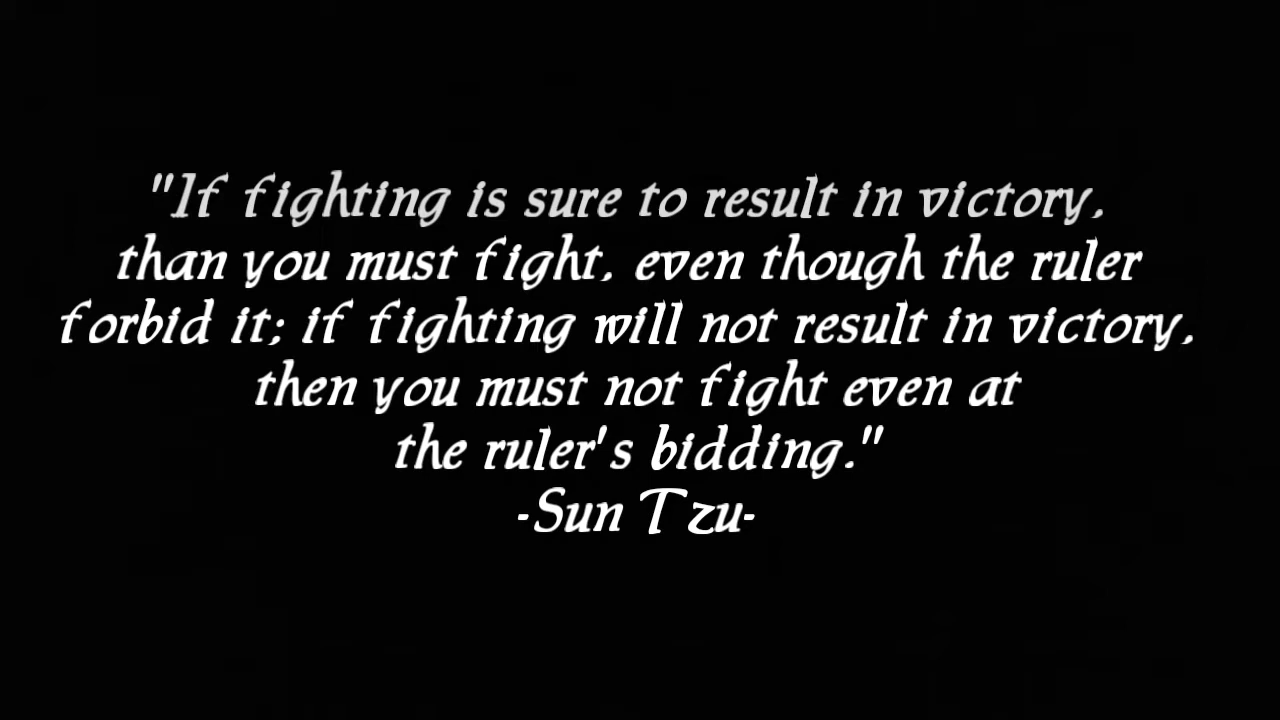 "If fighting is sure to result in victory,
than you must fight, even though the ruler
forbid it; if fighting will not result in victory,
then you must not fight even at
the ruler's bidding."
-Sun Tzu-